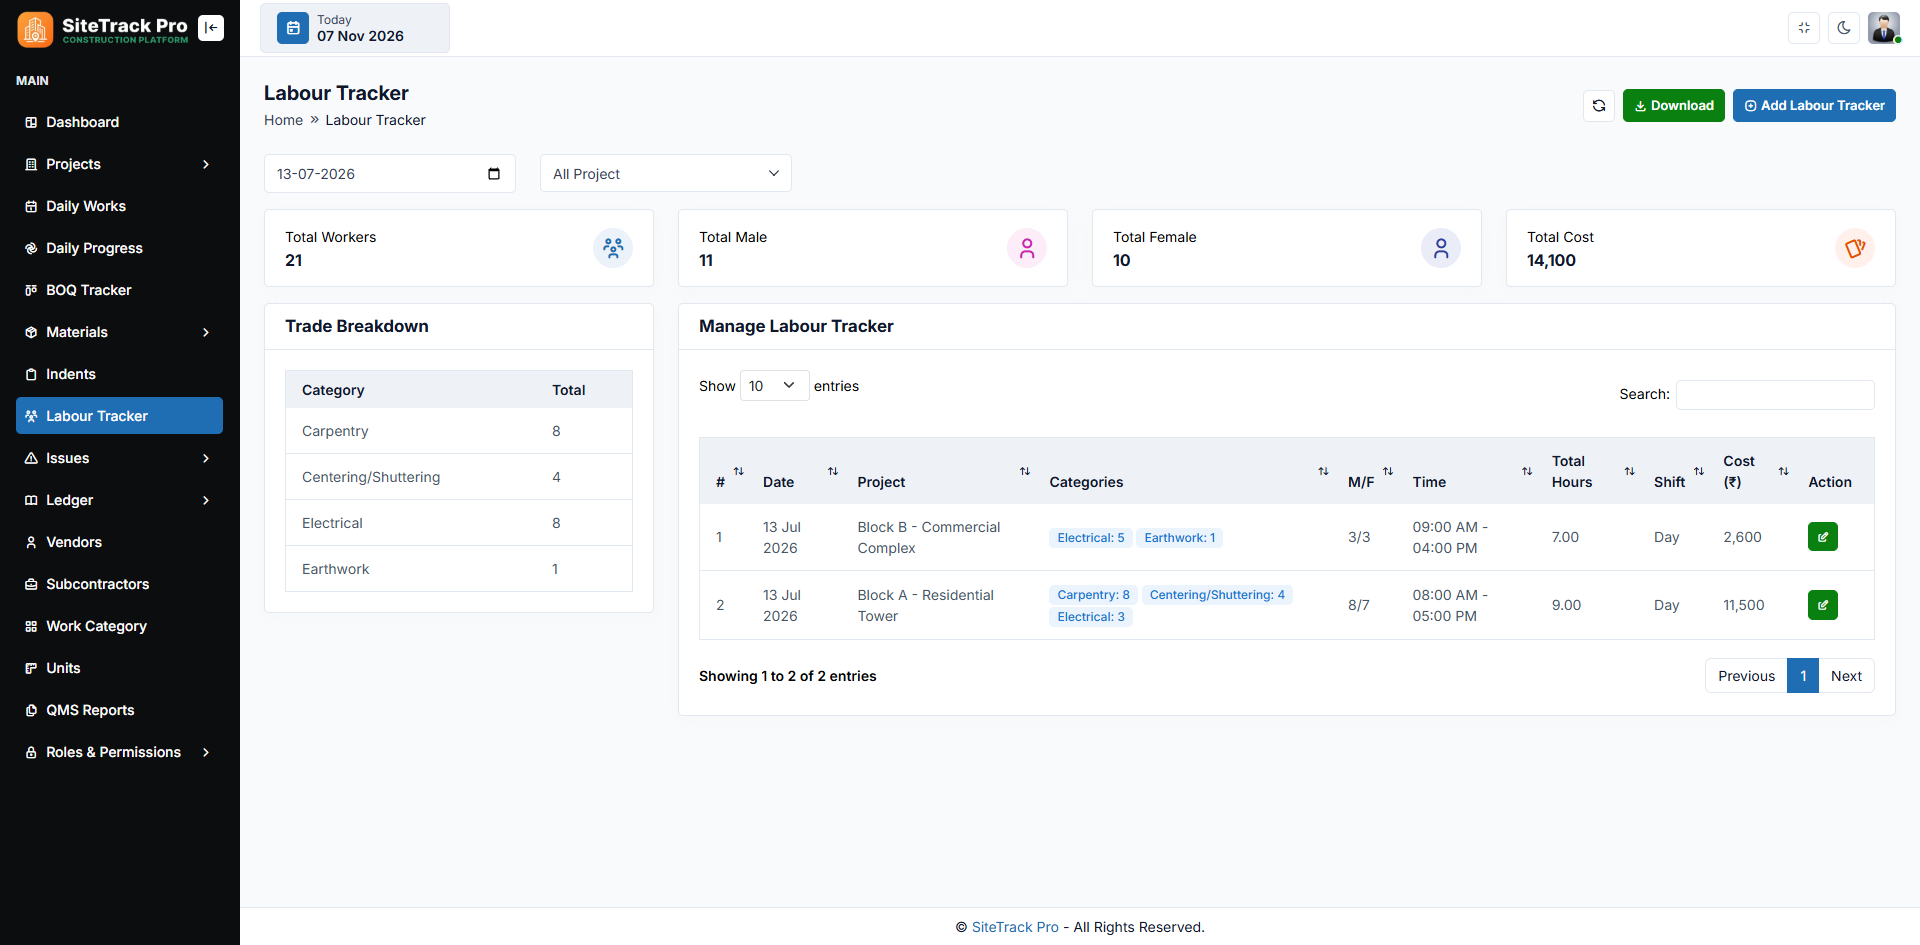 SiteTrack Pro
CONSTRUCTION PLATFORM
Today
07 Nov 2026
MAIN
Dashboard
Projects
Daily Works
Daily Progress
BOQ Tracker
Materials
Indents
Labour Tracker
Issues
Ledger
Vendors
Subcontractors
Work Category
Units
QMS Reports
Roles & Permissions
Labour Tracker
Home » Labour Tracker
Download
Add Labour Tracker
13-07-2026
All Project
Total Workers
21
Total Male
11
Total Female
10
Total Cost
14,100
Trade Breakdown
Category Total
Carpentry 8
Centering/Shuttering 4
Electrical 8
Earthwork 1
Manage Labour Tracker
Show 10 entries
Search:
# Date Project Categories M/F Time Total Hours Shift Cost (₹) Action
1 13 Jul 2026 Block B - Commercial Complex Electrical: 5 Earthwork: 1 3/3 09:00 AM - 04:00 PM 7.00 Day 2,600
2 13 Jul 2026 Block A - Residential Tower Carpentry: 8 Centering/Shuttering: 4 Electrical: 3 8/7 08:00 AM - 05:00 PM 9.00 Day 11,500
Showing 1 to 2 of 2 entries
Previous 1 Next
© SiteTrack Pro - All Rights Reserved.